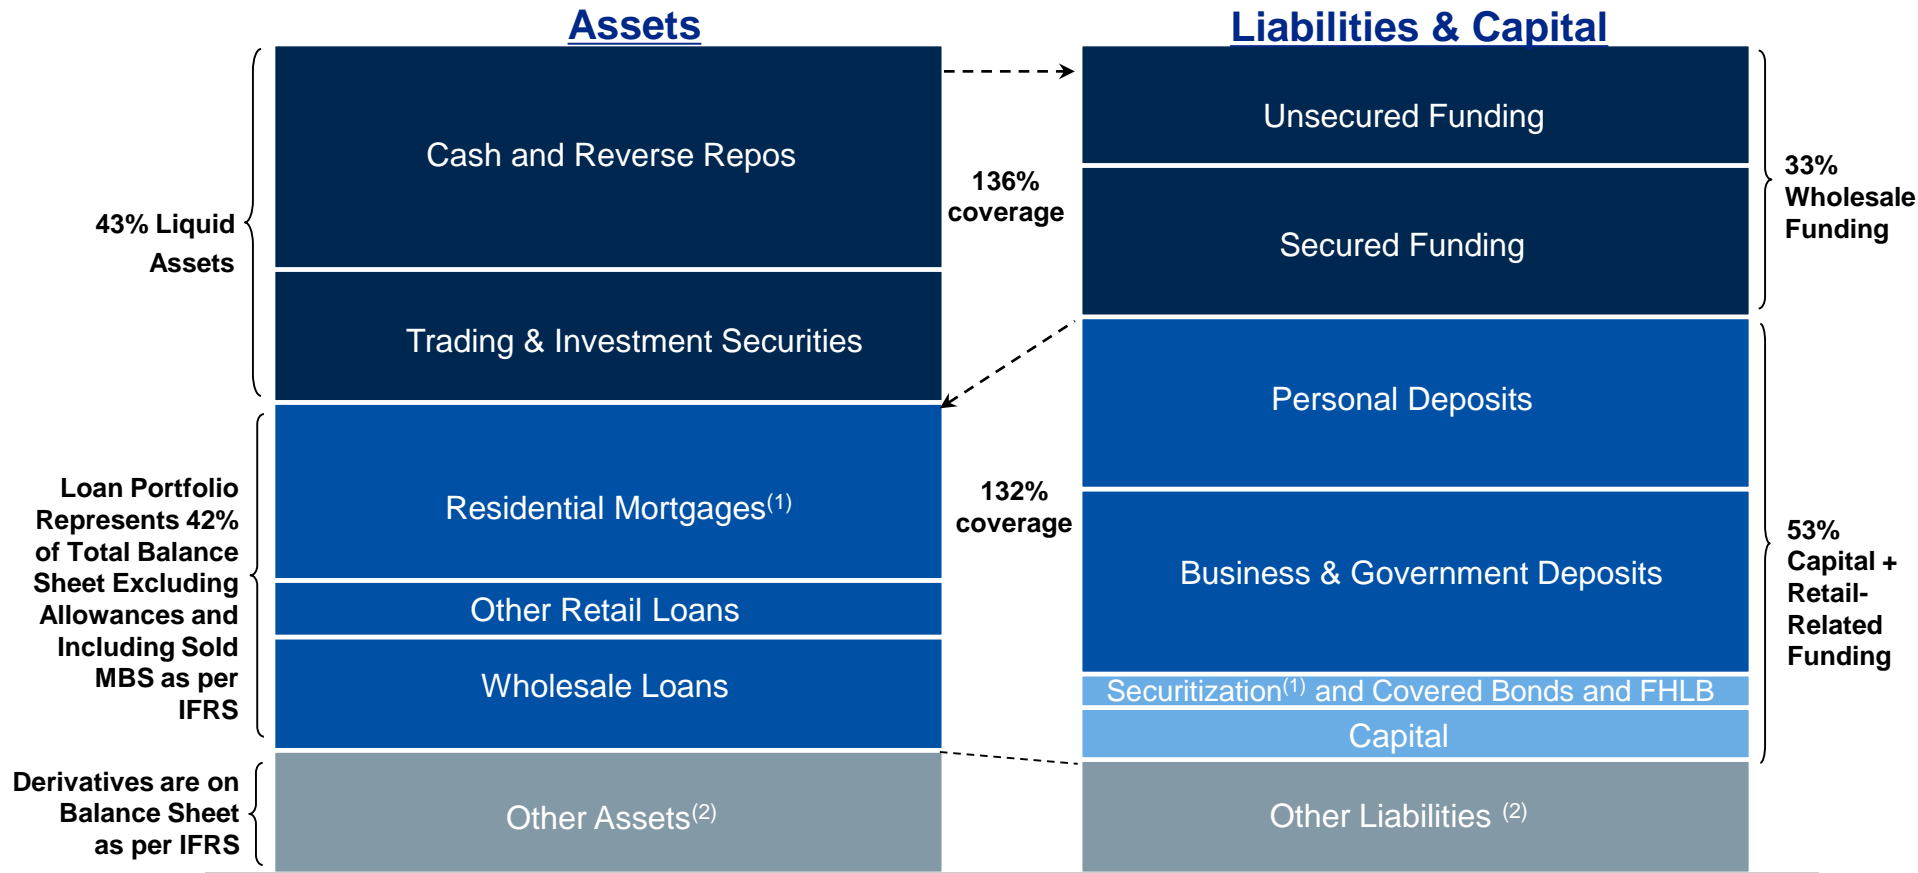 Assets
Liabilities & Capital
43% Liquid
Assets
Cash and Reverse Repos
Trading & Investment Securities
136%
coverage
Unsecured Funding
Secured Funding
33%
Wholesale
Funding
Loan Portfolio
Represents 42%
of Total Balance
Sheet Excluding
Allowances and
Including Sold
MBS as per
IFRS
Residential Mortgages(1)
Other Retail Loans
Wholesale Loans
132%
coverage
Personal Deposits
Business & Government Deposits
Securitization(1) and Covered Bonds and FHLB
Capital
53%
Capital +
Retail-
Related
Funding
Derivatives are on
Balance Sheet
as per IFRS
Other Assets(2)
Other Liabilities (2)